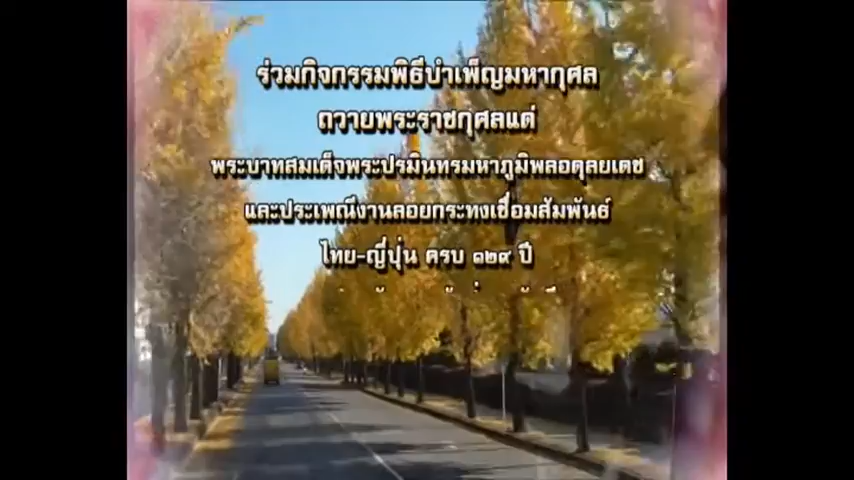 ร่วมกิจกรรมพิธีบำเพ็ญมหากุศล
ถวายพระราชกุศลแด่
พระบาทสมเด็จพระปรมินทรมหาภูมิพลอดุลยเดช
และประเพณีงานลอยกระทงเชื่อมสัมพันธ์
ไทย-ญี่ปุ่น ครบ ๑๒๙ ปี